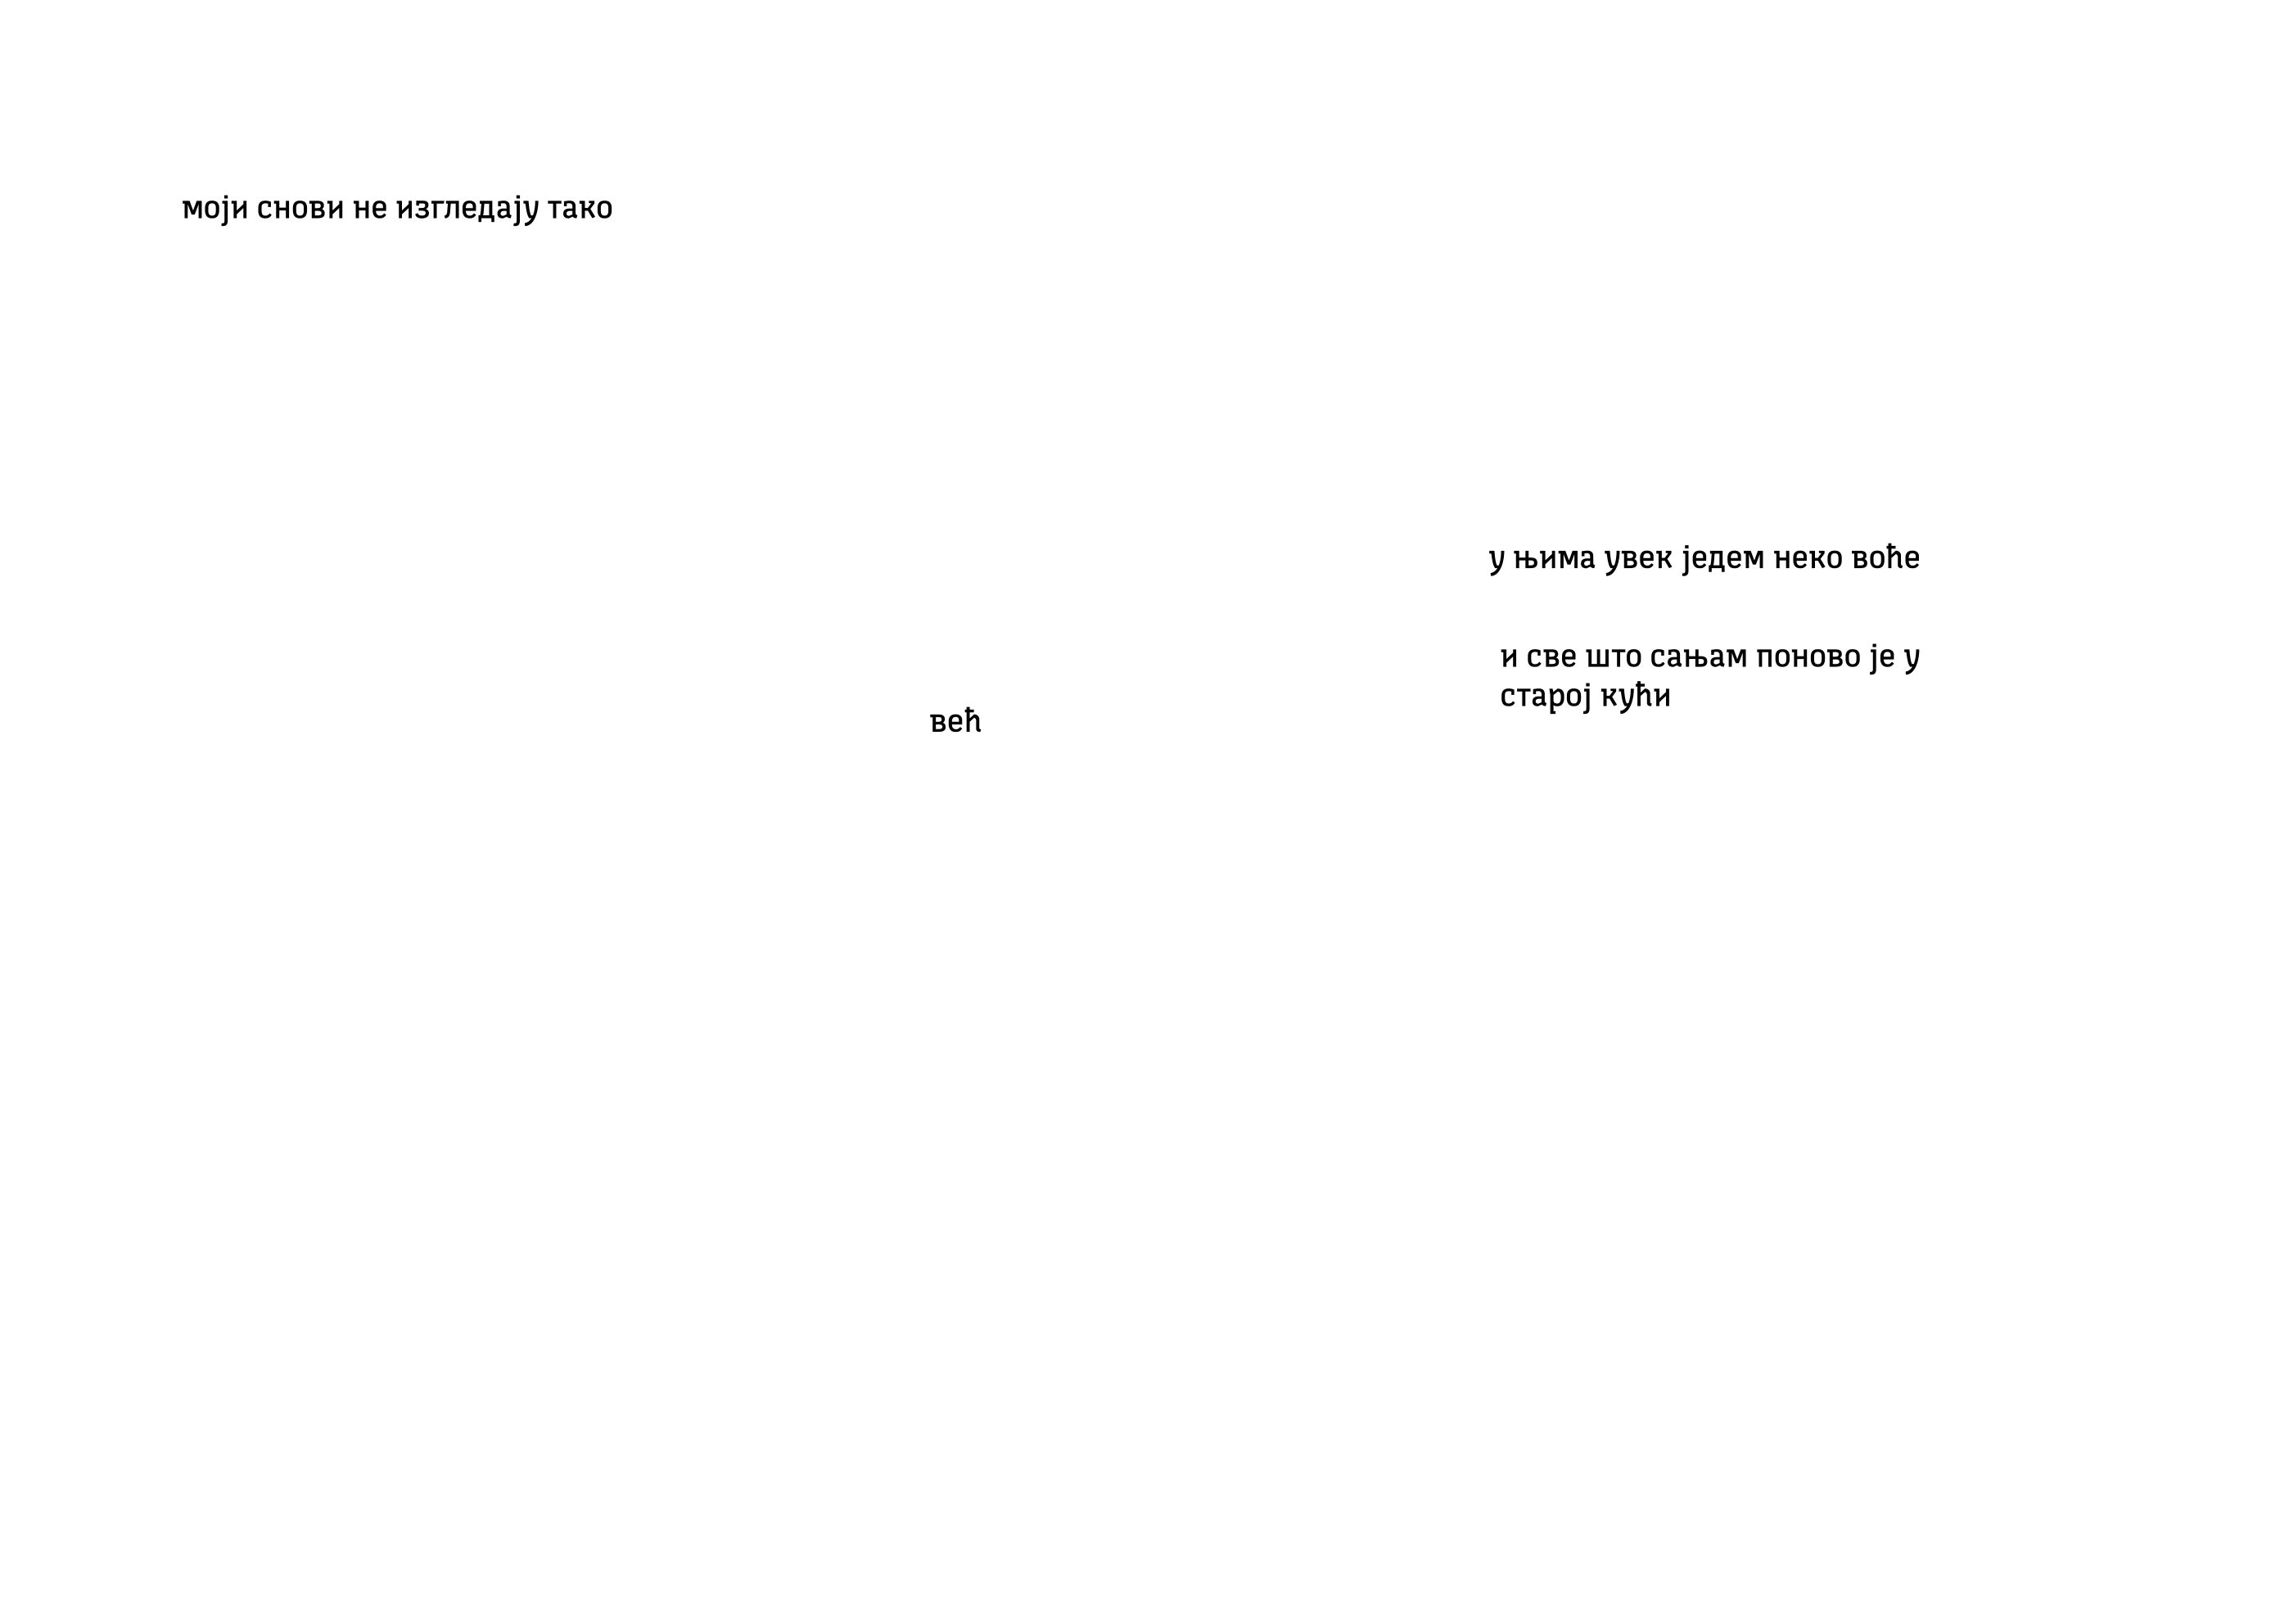 моји снови не изгледају тако
већ
у њима увек једем неко воће
и све што сањам поново је у
старој кући